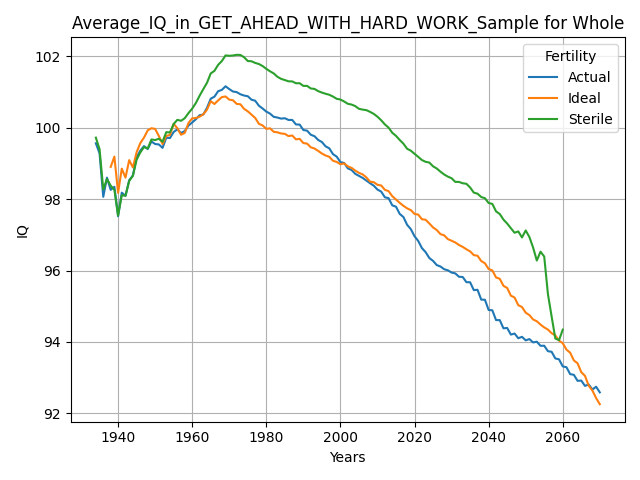 Average_IQ_in_GET_AHEAD_WITH_HARD_WORK_Sample for Whole
Fertility
Actual
Ideal
Sterile
IQ
102
100
98
96
94
92
1940
1960
1980
2000
2020
2040
2060
Years